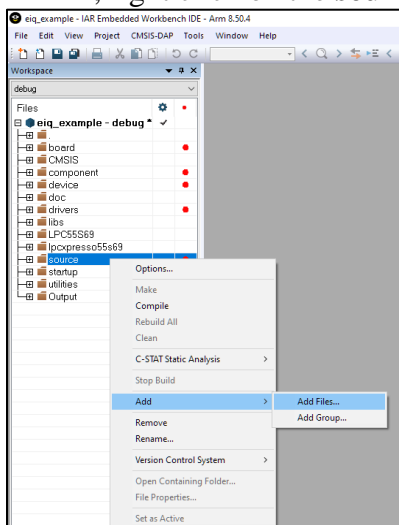 eiq_example - IAR Embedded Workbench IDE - Arm 8.50.4
File Edit View Project CMSIS-DAP Tools Window Help
Workspace
debug
Files
eiq_example - debug *
.
board
CMSIS
component
device
doc
drivers
libs
LPC55S69
lpcxpresso55s69
source
startup
utilities
Output
Options...
Make
Compile
Rebuild All
Clean
C-STAT Static Analysis >
Stop Build
Add >
Add Files...
Add Group...
Remove
Rename...
Version Control System >
Open Containing Folder...
File Properties...
Set as Active